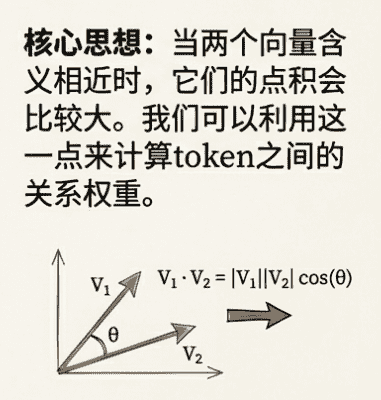 核心思想：当两个向量含
义相近时，它们的点积会
比较大。我们可以利用这
一点来计算token之间的
关系权重。
V₁ · V₂ = |V₁||V₂| cos(θ)
V₁
θ
V₂